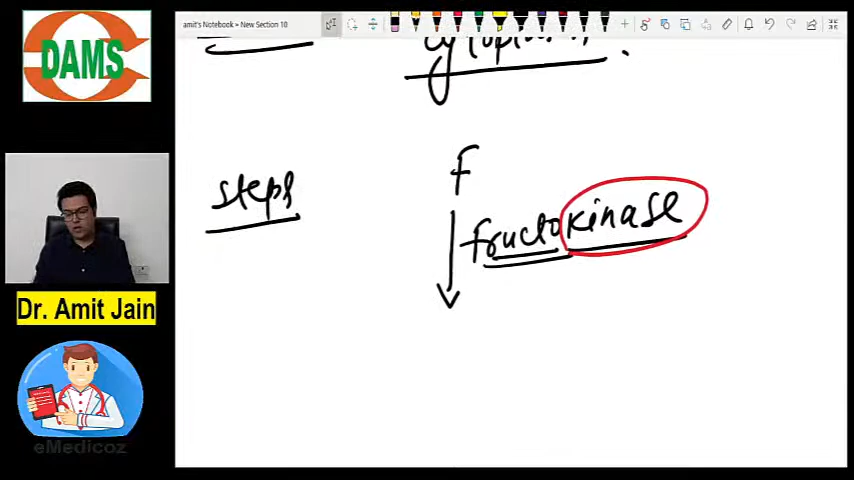 amit's Notebook » New Section 10
DAMS
steps
F
fructokinase
Dr. Amit Jain
eMedicoz